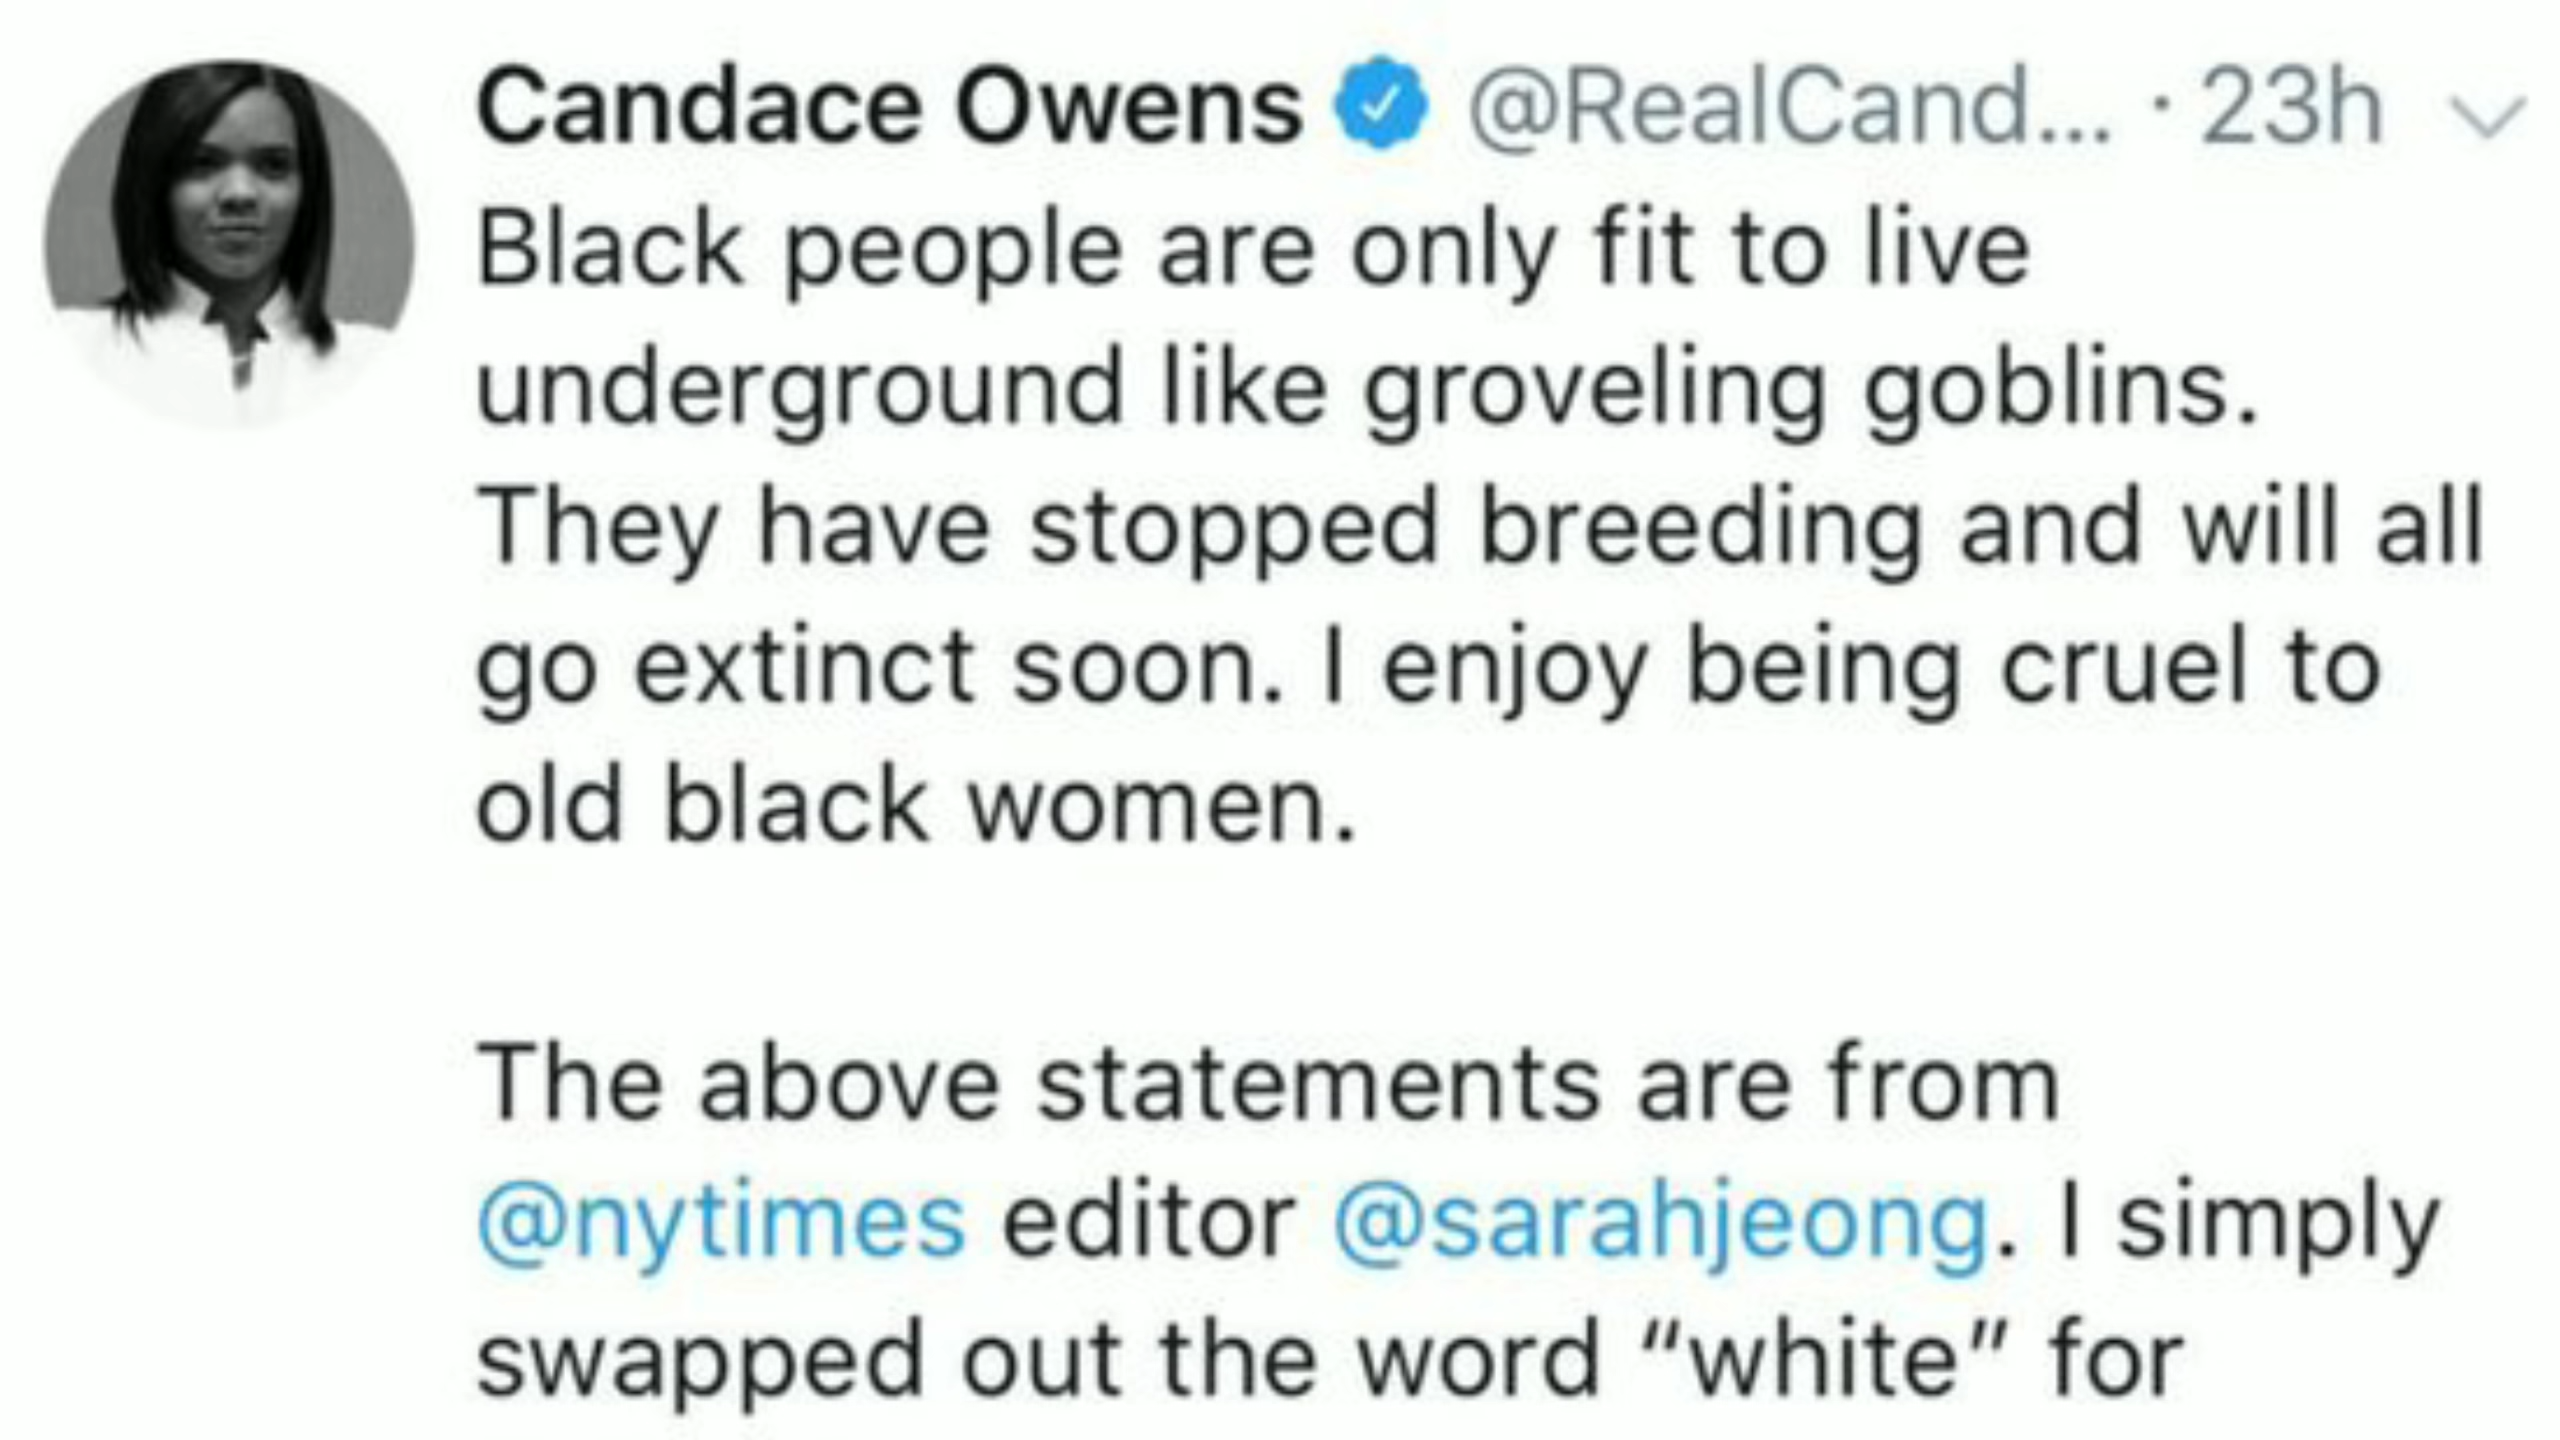 Candace Owens @RealCand... · 23h
Black people are only fit to live
underground like groveling goblins.
They have stopped breeding and will all
go extinct soon. I enjoy being cruel to
old black women.
The above statements are from
@nytimes editor @sarahjeong. I simply
swapped out the word “white” for